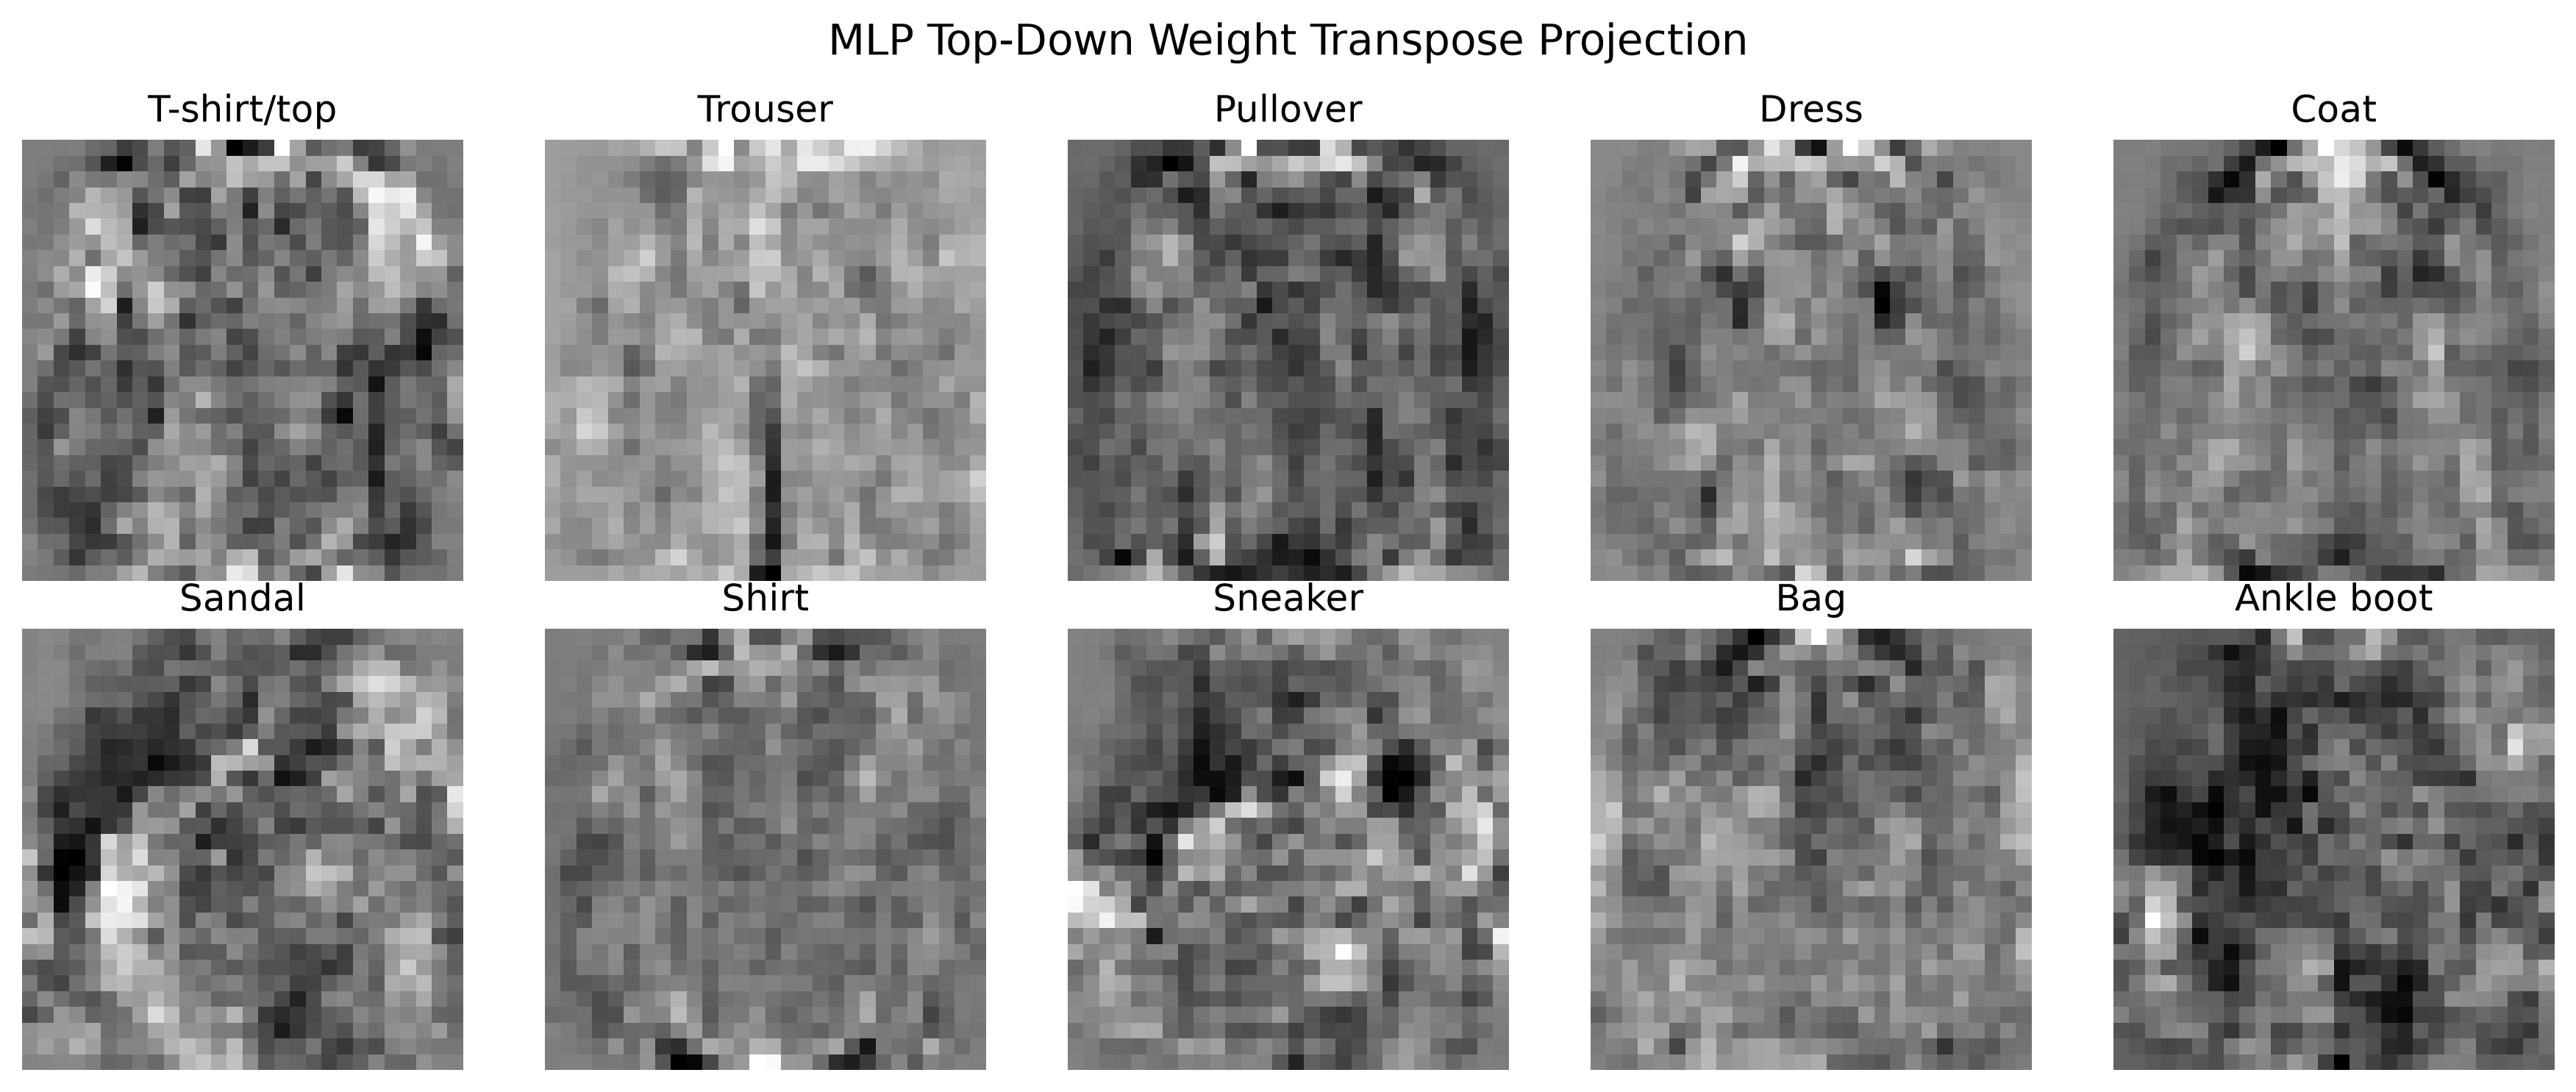 MLP Top-Down Weight Transpose Projection
T-shirt/top
Trouser
Pullover
Dress
Coat
Sandal
Shirt
Sneaker
Bag
Ankle boot